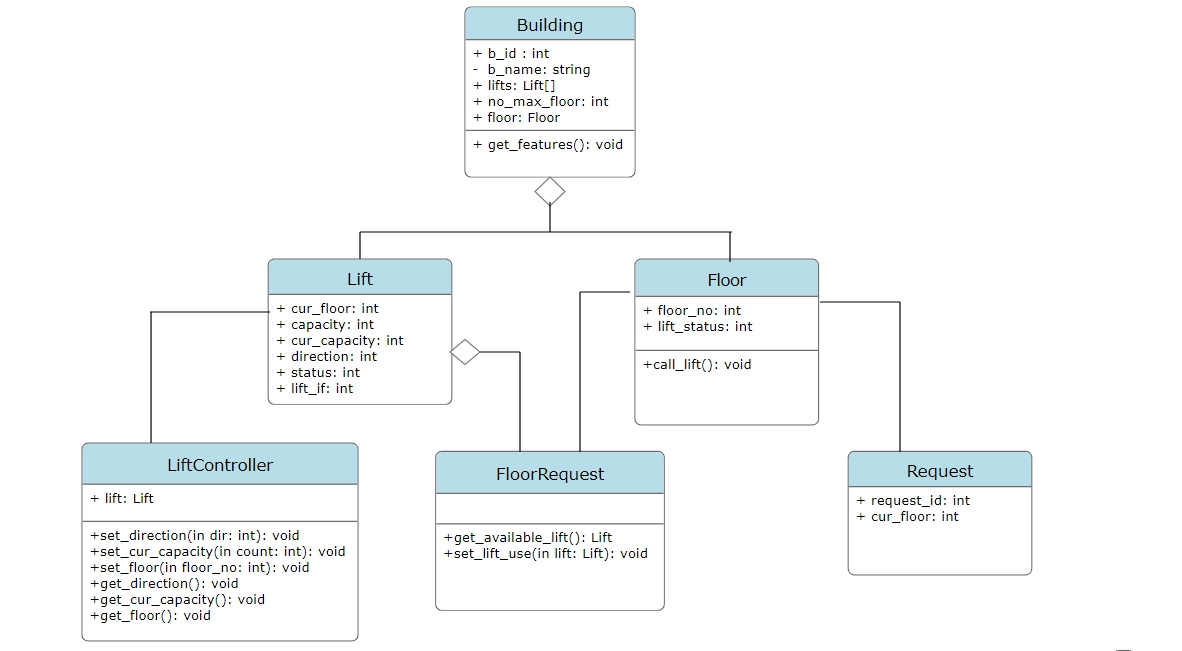 Building
+ b_id : int
- b_name: string
+ lifts: Lift[]
+ no_max_floor: int
+ floor: Floor
+ get_features(): void
Lift
+ cur_floor: int
+ capacity: int
+ cur_capacity: int
+ direction: int
+ status: int
+ lift_if: int
Floor
+ floor_no: int
+ lift_status: int
+call_lift(): void
LiftController
+ lift: Lift
+set_direction(in dir: int): void
+set_cur_capacity(in count: int): void
+set_floor(in floor_no: int): void
+get_direction(): void
+get_cur_capacity(): void
+get_floor(): void
FloorRequest
+get_available_lift(): Lift
+set_lift_use(in lift: Lift): void
Request
+ request_id: int
+ cur_floor: int